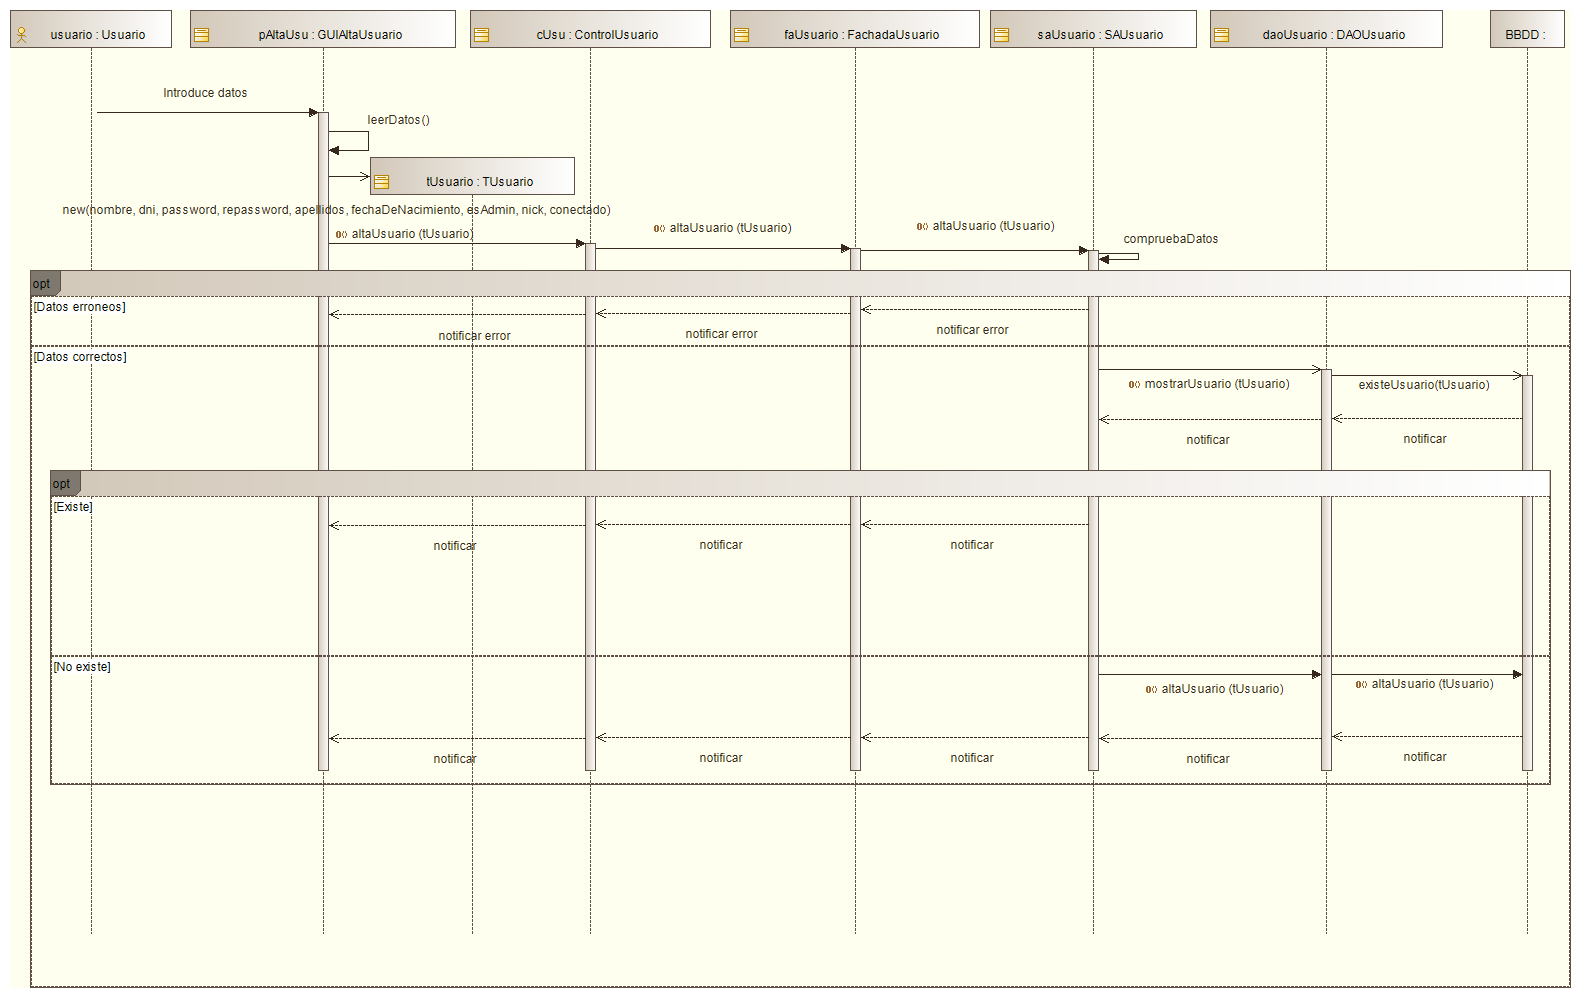 usuario : Usuario
pAltaUsu : GUIAltaUsuario
cUsu : ControlUsuario
faUsuario : FachadaUsuario
saUsuario : SAUsuario
daoUsuario : DAOUsuario
BBDD :
Introduce datos
leerDatos()
tUsuario : TUsuario
new(nombre, dni, password, repassword, apellidos, fechaDeNacimiento, esAdmin, nick, conectado)
altaUsuario (tUsuario)
altaUsuario (tUsuario)
altaUsuario (tUsuario)
compruebaDatos
opt
[Datos erroneos]
notificar error
notificar error
notificar error
[Datos correctos]
mostrarUsuario (tUsuario)
existeUsuario(tUsuario)
notificar
notificar
opt
[Existe]
notificar
notificar
notificar
[No existe]
altaUsuario (tUsuario)
altaUsuario (tUsuario)
notificar
notificar
notificar
notificar
notificar